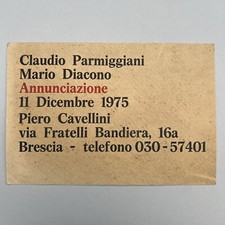 Claudio Parmiggiani
Mario Diacono
Annunciazione
11 Dicembre 1975
Piero Cavellini
via Fratelli Bandiera, 16a
Brescia - telefono 030-57401